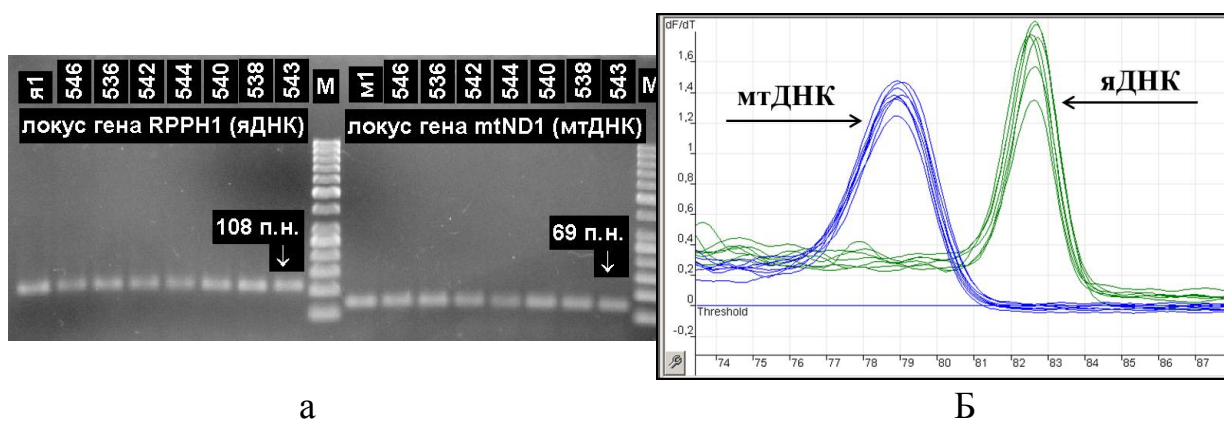 я1 546 536 542 544 540 538 543 М м1 546 536 542 544 540 538 543 М
локус гена RPPH1 (яДНК) локус гена mtND1 (мтДНК)
108 п.н. ↓
69 п.н. ↓
dF/dT
1,6
1,4
1,2
1
0,8
0,6
0,4
0,2
0
-0,2
Threshold
мтДНК
яДНК
74 75 76 77 78 79 80 81 82 83 84 85 86 87
а Б